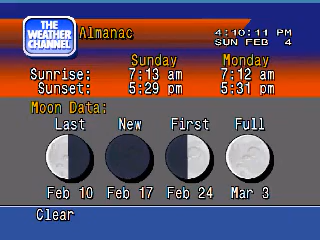 THE
WEATHER
CHANNEL
Almanac
4:10:11 PM
SUN FEB 4
Sunday Monday
Sunrise: 7:13 am 7:12 am
Sunset: 5:29 pm 5:31 pm
Moon Data:
Last New First Full
Feb 10 Feb 17 Feb 24 Mar 3
Clear